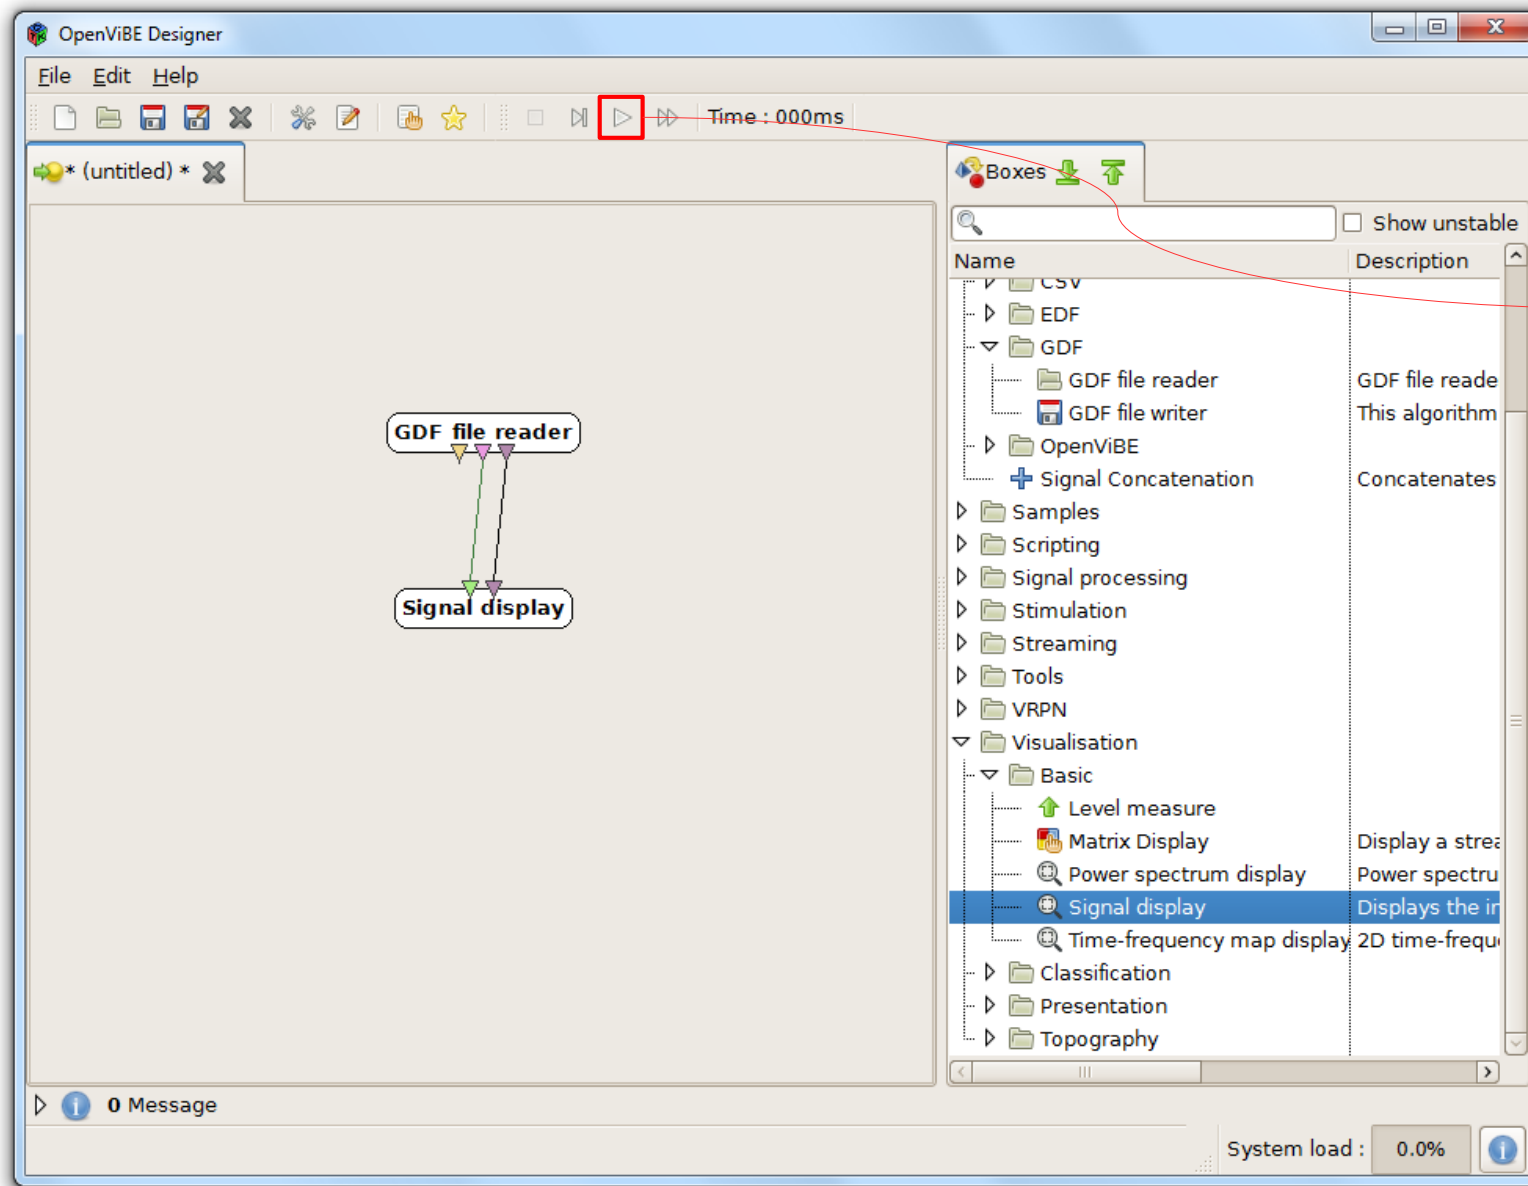 OpenViBE Designer
File Edit Help
Time : 000ms
* (untitled) *
Boxes
Show unstable
Name Description
CSV
EDF
GDF
GDF file reader GDF file reade
GDF file writer This algorithm
OpenViBE
Signal Concatenation Concatenates
Samples
Scripting
Signal processing
Stimulation
Streaming
Tools
VRPN
Visualisation
Basic
Level measure
Matrix Display Display a strea
Power spectrum display Power spectru
Signal display Displays the in
Time-frequency map display 2D time-freque
Classification
Presentation
Topography
GDF file reader
Signal display
0 Message
System load : 0.0%